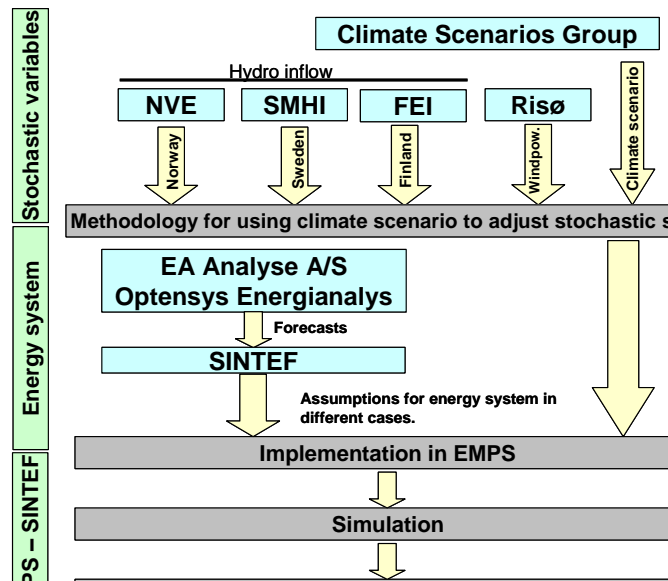 Climate Scenarios Group
Hydro inflow
NVE
SMHI
FEI
Risø
Norway
Sweden
Finland
Windpow.
Climate scenario
Stochastic variables
Methodology for using climate scenario to adjust stochastic s
EA Analyse A/S
Optensys Energianalys
Forecasts
SINTEF
Assumptions for energy system in
different cases.
Energy system
Implementation in EMPS
Simulation
PS – SINTEF